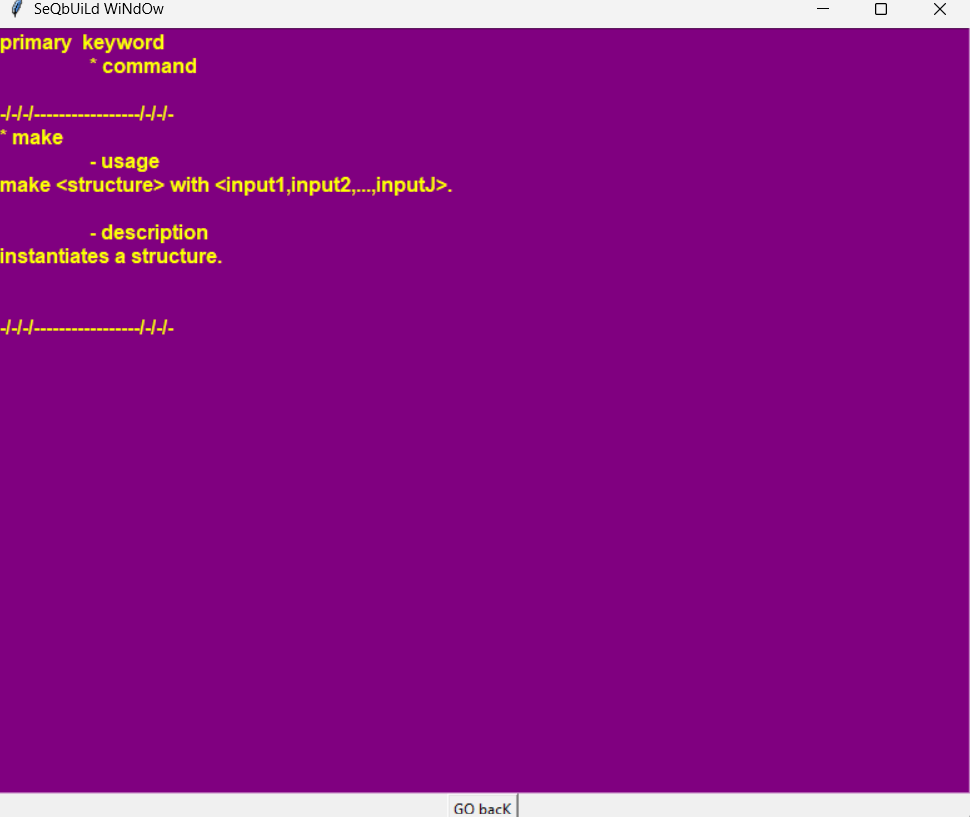 SeQbUiLd WiNdOw
primary  keyword
* command
-/-/-/-----------------/-/-/-
* make
- usage
make <structure> with <input1,input2,...,inputJ>.
- description
instantiates a structure.
-/-/-/-----------------/-/-/-
GO bacK